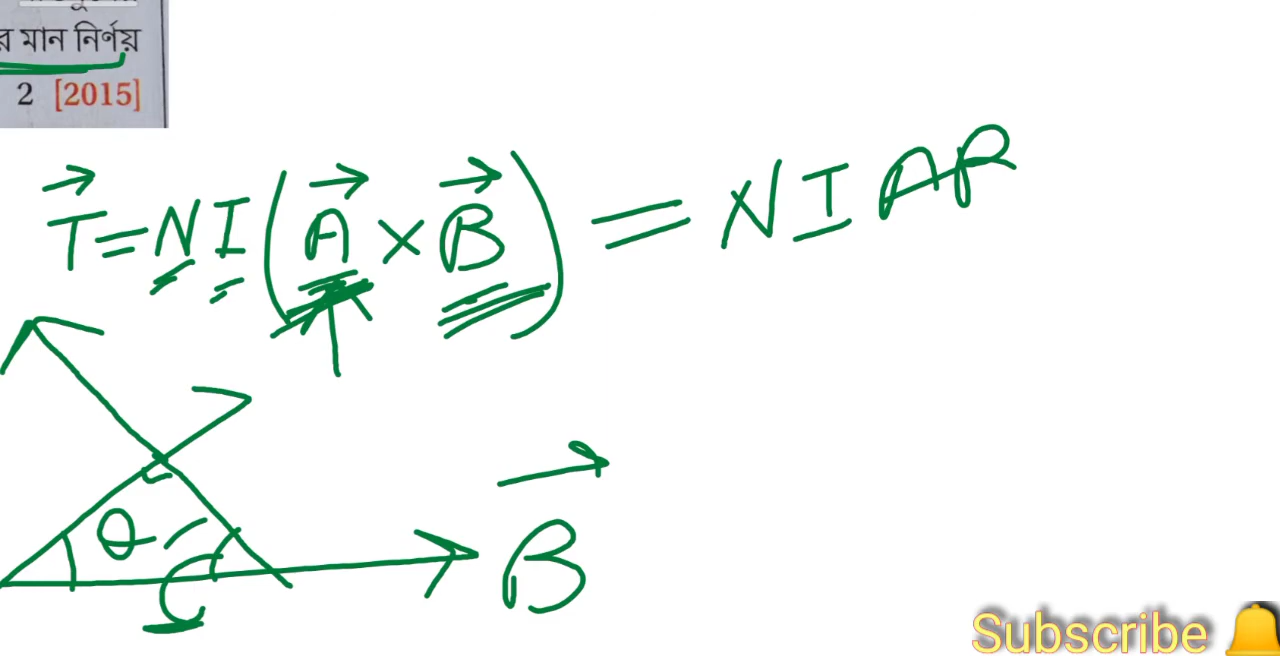 র মান নির্ণয়
2 [2015]
T = NI(A × B) = NIAB
θ
B
Subscribe